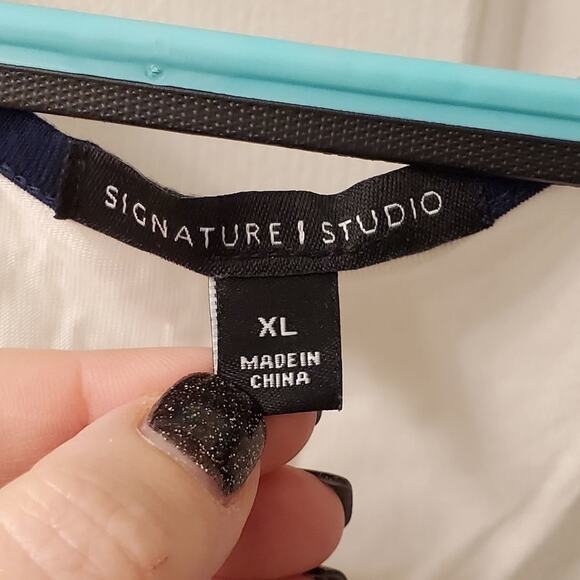 SIGNATURE | STUDIO
XL
MADE IN
CHINA